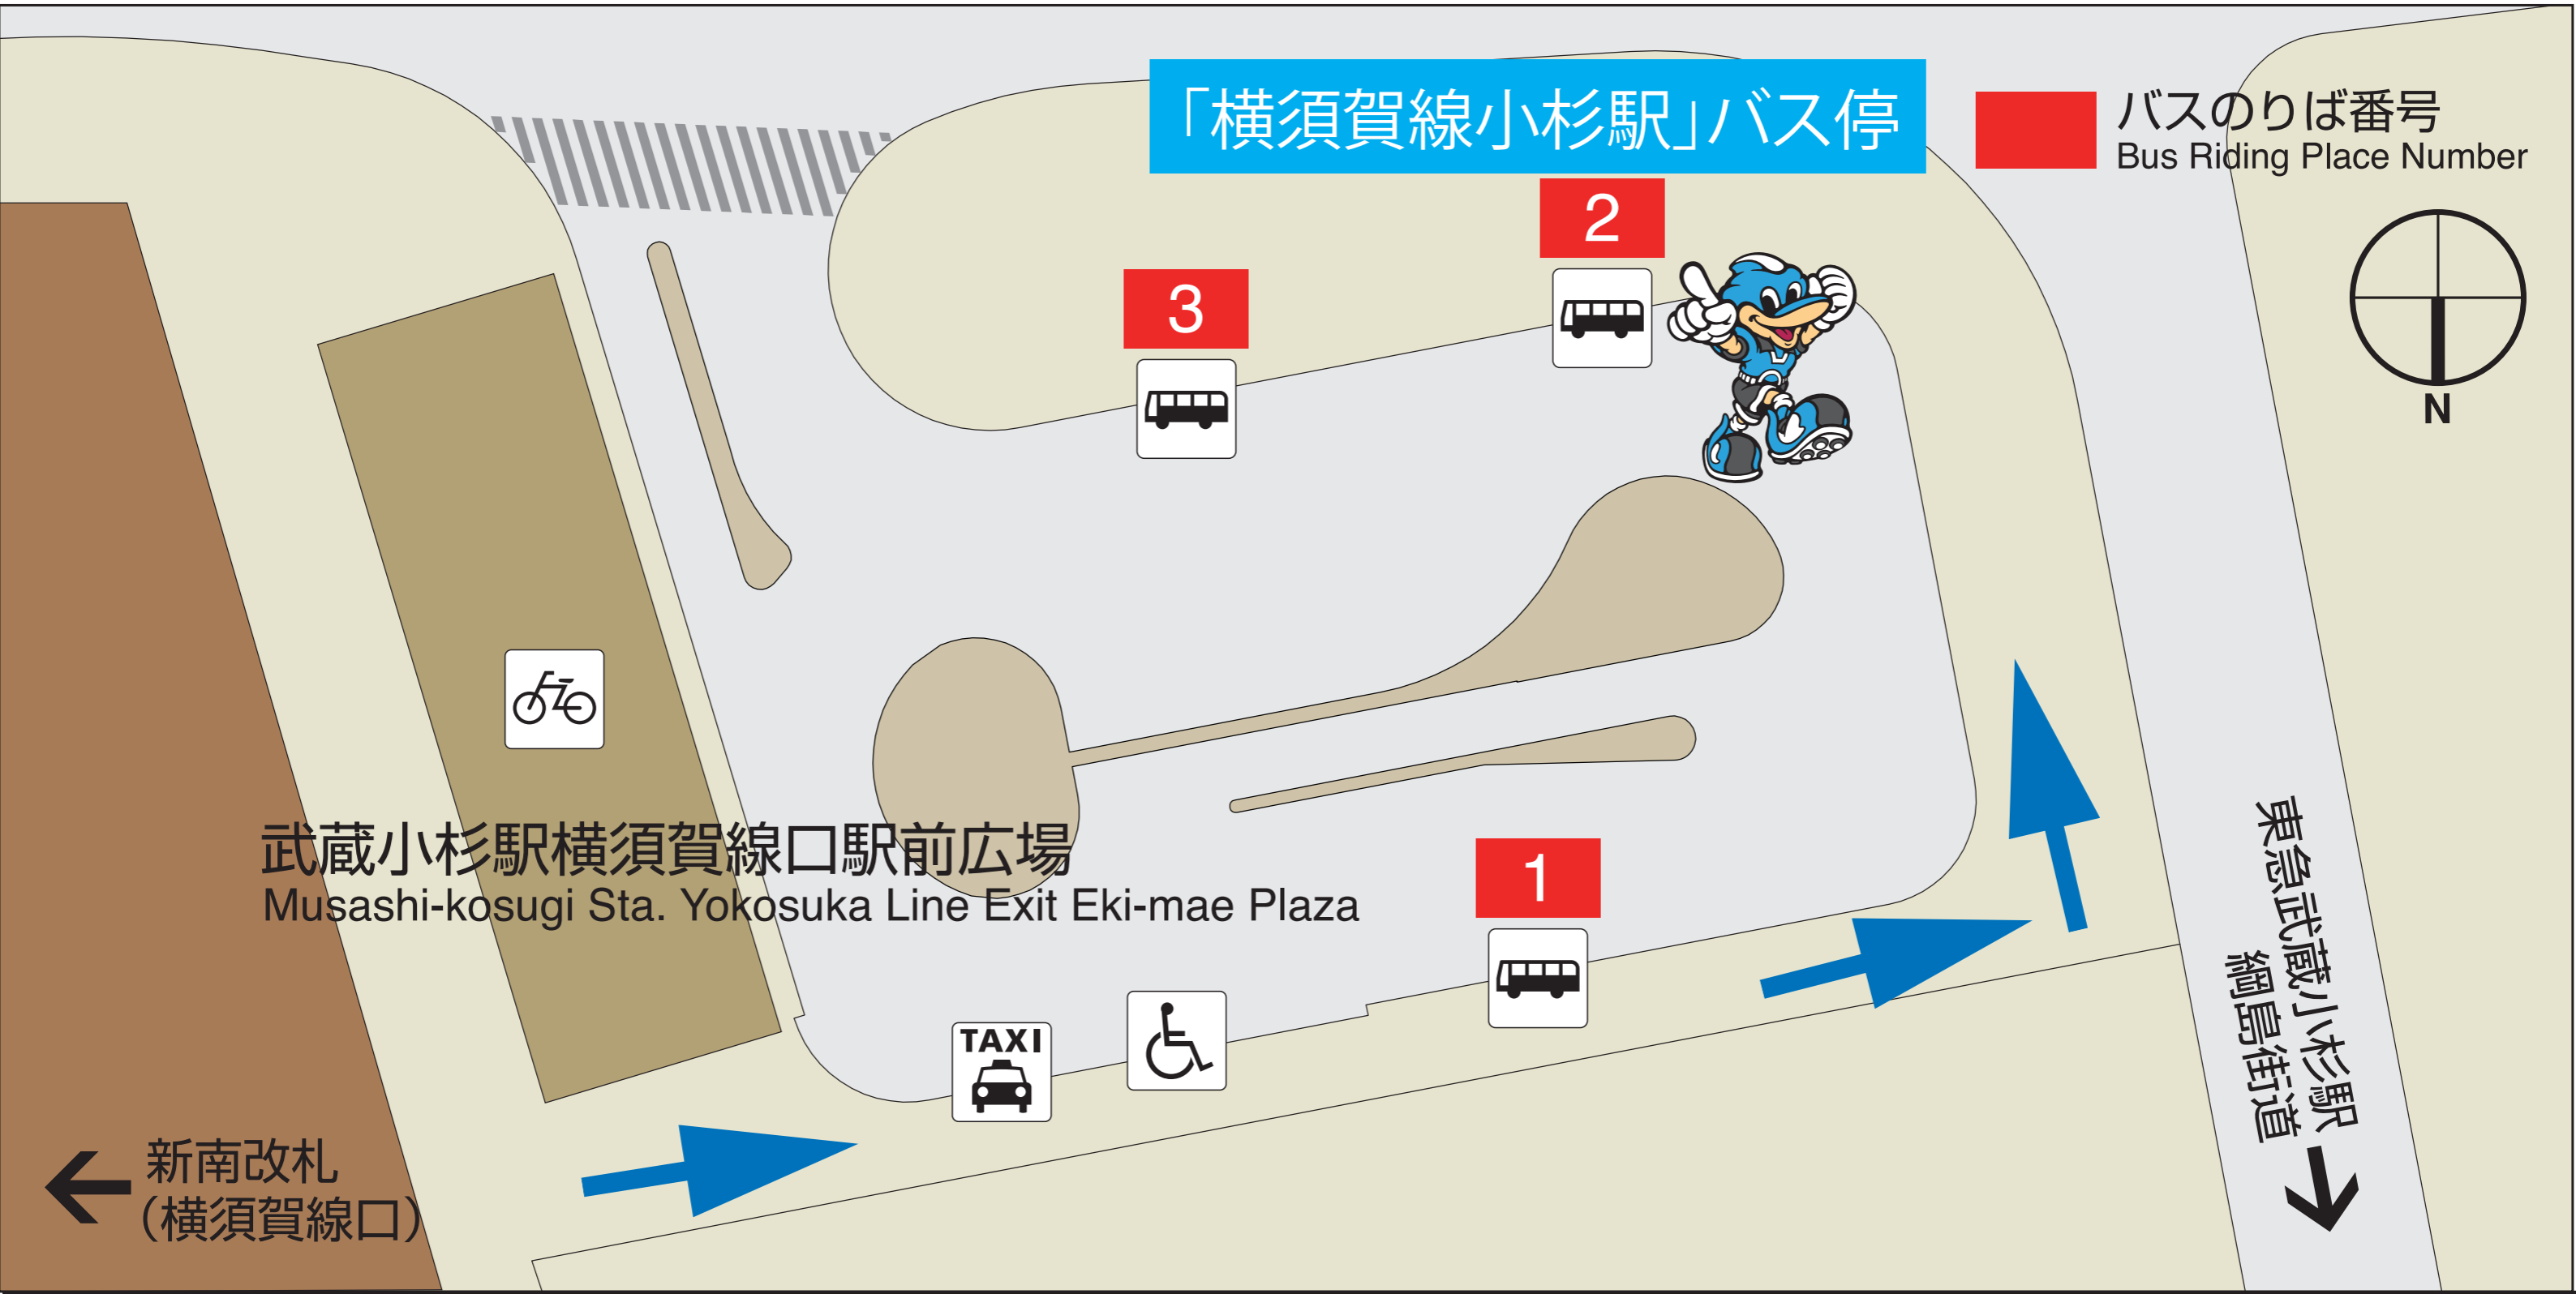 「横須賀線小杉駅」バス停
バスのりば番号
Bus Riding Place Number
2
3
N
武蔵小杉駅横須賀線口駅前広場
Musashi-kosugi Sta. Yokosuka Line Exit Eki-mae Plaza
1
TAXI
東急武蔵小杉駅
綱島街道
新南改札
（横須賀線口）